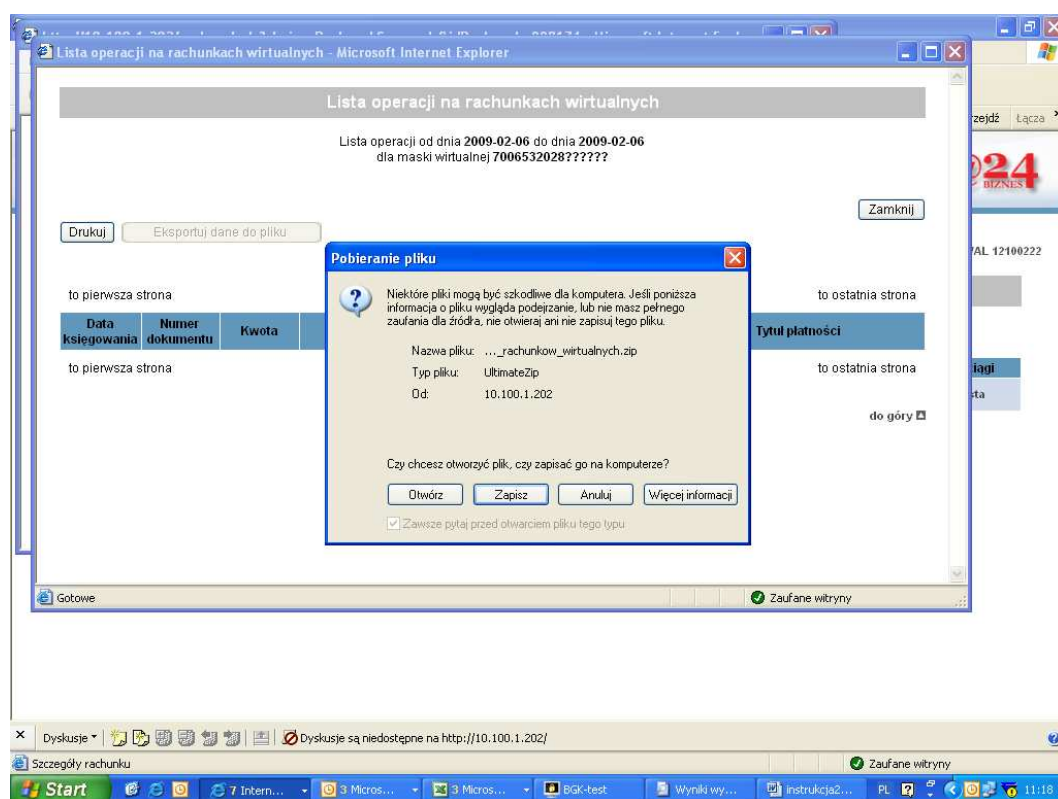 Lista operacji na rachunkach wirtualnych - Microsoft Internet Explorer
Lista operacji na rachunkach wirtualnych
zejdź Łącza
Lista operacji od dnia 2009-02-06 do dnia 2009-02-06
dla maski wirtualnej 7006532028??????
24
BIZNES
Zamknij
Drukuj Eksportuj dane do pliku
12100222
Pobieranie pliku
Niektóre pliki mogą być szkodliwe dla komputera. Jeśli poniższa
informacja o pliku wygląda podejrzanie, lub nie masz pełnego
zaufania dla źródła, nie otwieraj ani nie zapisuj tego pliku.
to pierwsza strona to ostatnia strona
Data księgowania Numer dokumentu Kwota Tytuł płatności
Nazwa pliku: ..._rachunkow_wirtualnych.zip
to pierwsza strona to ostatnia strona
Typ pliku: UltimateZip
Od: 10.100.1.202
do góry
Czy chcesz otworzyć plik, czy zapisać go na komputerze?
Otwórz Zapisz Anuluj Więcej informacji
Zawsze pytaj przed otwarciem pliku tego typu
Gotowe Zaufane witryny
Dyskusje Dyskusje są niedostępne na http://10.100.1.202/
Szczegóły rachunku Zaufane witryny
Start 7 Intern... 3 Micros... 3 Micros... BGK-test Wyniki wy... instrukcja2... PL 11:18